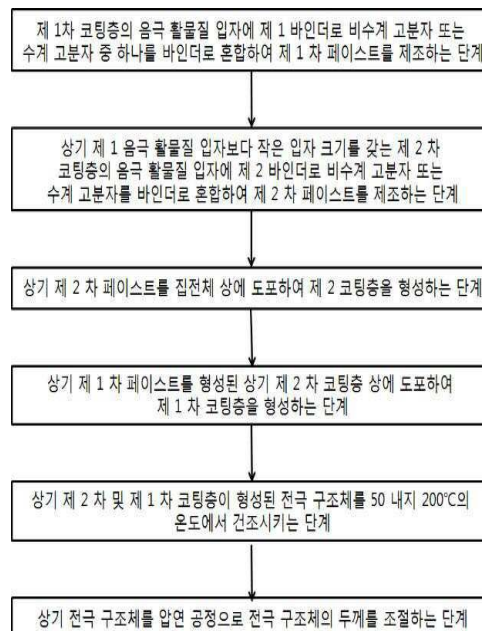 제 1차 코팅층의 음극 활물질 입자에 제 1 바인더로 비수계 고분자 또는
수계 고분자 중 하나를 바인더로 혼합하여 제 1차 페이스트를 제조하는 단계
상기 제 1 음극 활물질 입자보다 작은 입자 크기를 갖는 제 2차
코팅층의 음극 활물질 입자에 제 2 바인더로 비수계 고분자 또는
수계 고분자를 바인더로 혼합하여 제 2차 페이스트를 제조하는 단계
상기 제 2 차 페이스트를 집전체 상에 도포하여 제 2 코팅층을 형성하는 단계
상기 제 1 차 페이스트를 형성된 상기 제 2차 코팅층 상에 도포하여
제 1차 코팅층을 형성하는 단계
상기 제 2차 및 제 1차 코팅층이 형성된 전극 구조체를 50 내지 200℃의
온도에서 건조시키는 단계
상기 전극 구조체를 압연 공정으로 전극 구조체의 두께를 조절하는 단계